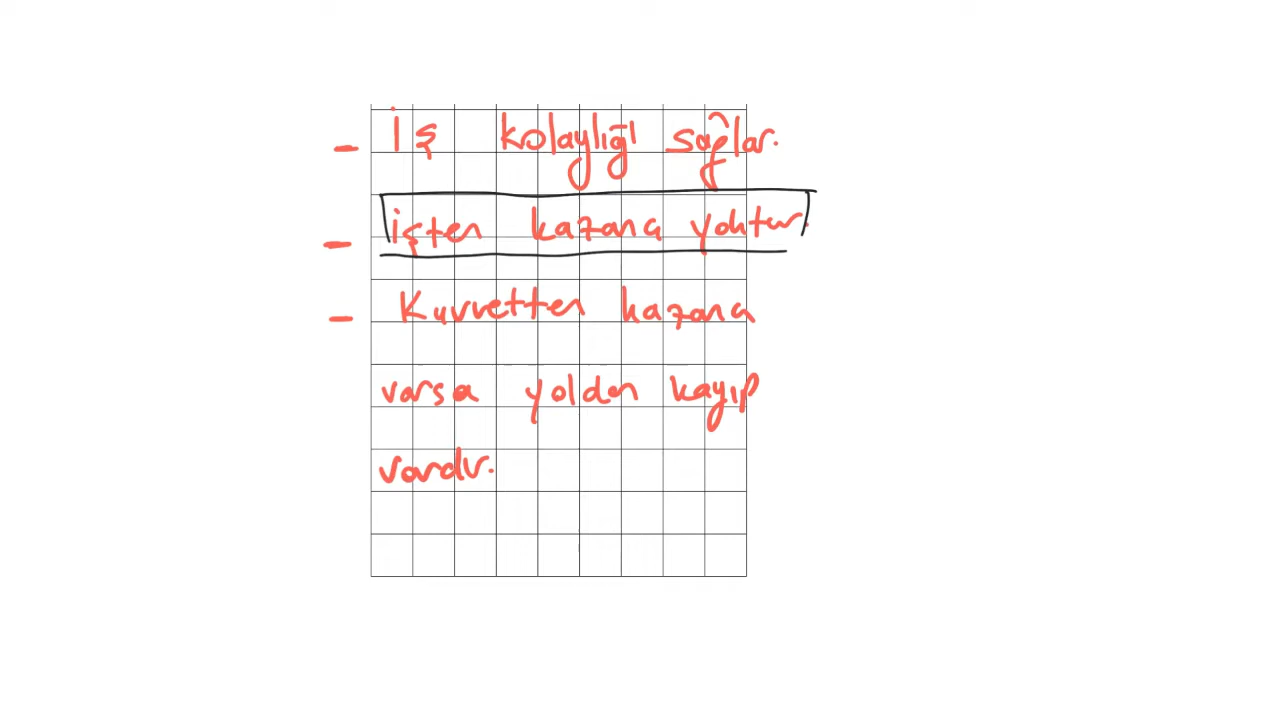 - İş kolaylığı sağlar.
- İşten kazanç yoktur.
- Kuvvetten kazanç
varsa yoldan kayıp
vardır.